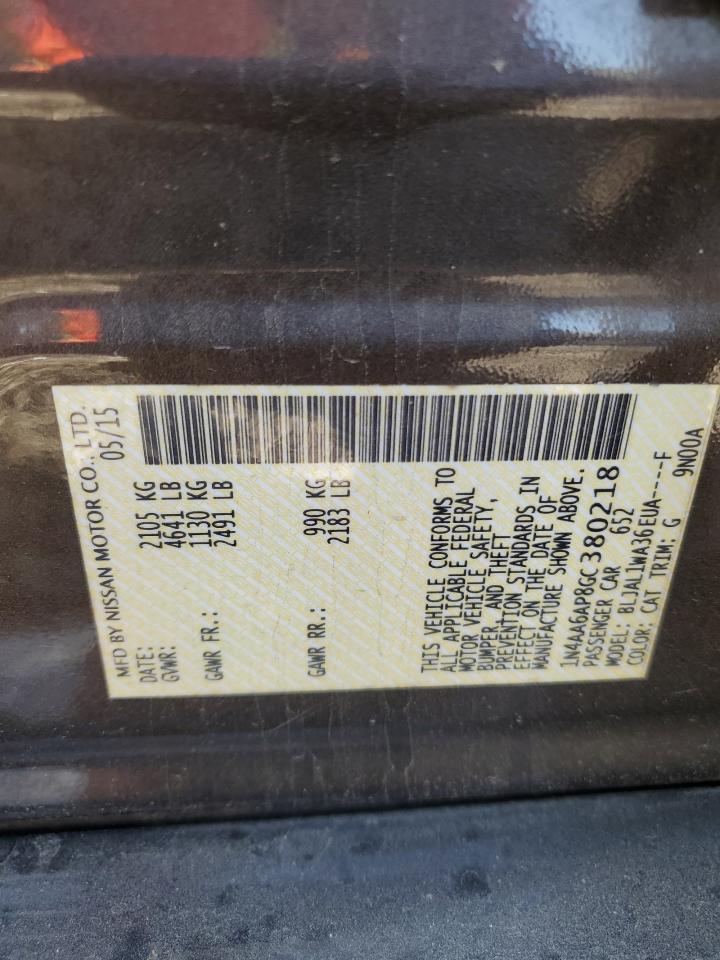 MFD BY NISSAN MOTOR CO., LTD.
DATE: 05/15
GVWR: 2105 KG
4641 LB
GAWR FR.: 1130 KG
2491 LB
GAWR RR.: 990 KG
2183 LB
THIS VEHICLE CONFORMS TO
ALL APPLICABLE FEDERAL
MOTOR VEHICLE SAFETY,
BUMPER, AND THEFT
PREVENTION STANDARDS IN
EFFECT ON THE DATE OF
MANUFACTURE SHOWN ABOVE.
1N4AA6AP8GC380218
PASSENGER CAR 652
MODEL: BLJAL1WA36EUA----F
COLOR: CAT TRIM: G 9N00A